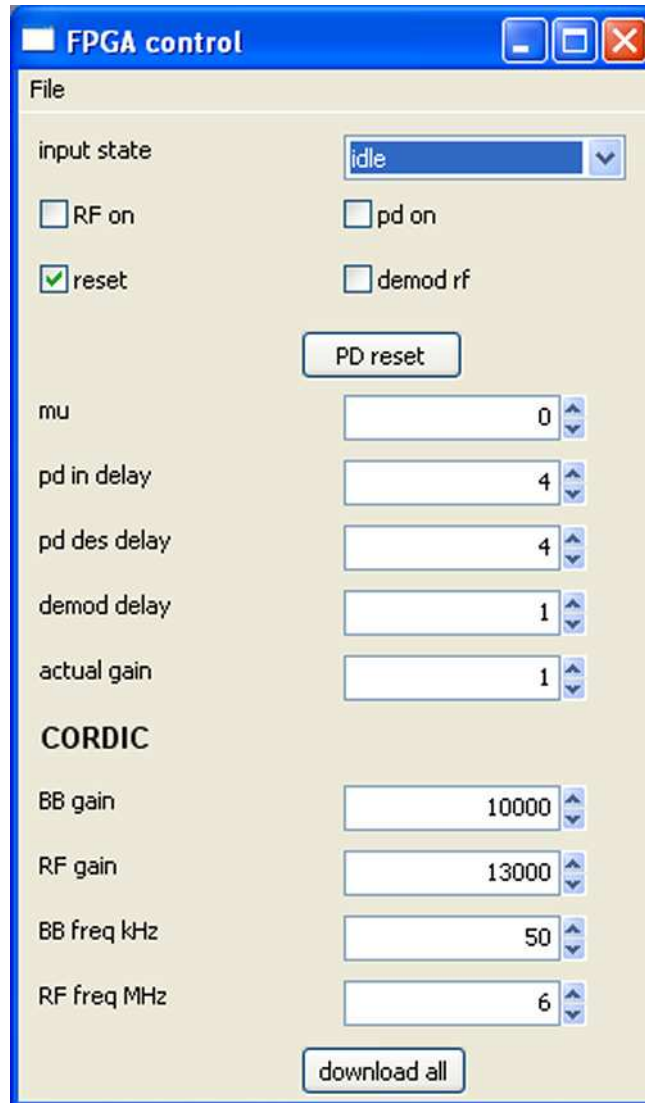 FPGA control
File
input state idle
RF on pd on
reset demod rf
PD reset
mu 0
pd in delay 4
pd des delay 4
demod delay 1
actual gain 1
CORDIC
BB gain 10000
RF gain 13000
BB freq kHz 50
RF freq MHz 6
download all